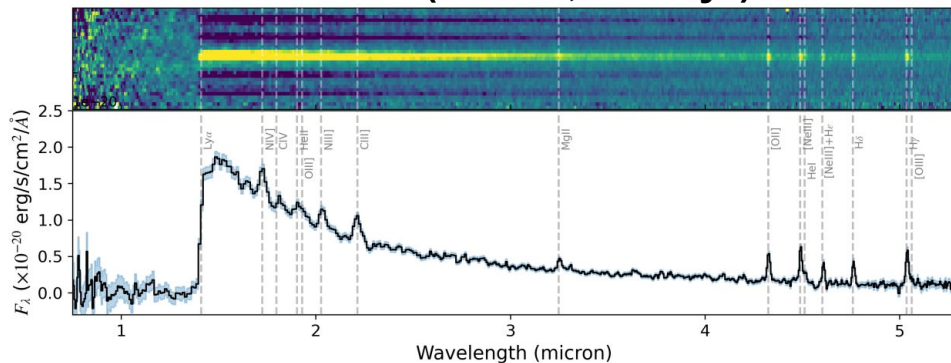 2.5
2.0
1.5
1.0
0.5
0.0
F_λ (×10⁻²⁰ erg/s/cm²/Å)
Lyα
NIV]
CIV
HeII
OIII]
NIII]
CIII]
MgII
[OII]
[NeIII]
HeI
[NeIII]+Hε
Hδ
Hγ
[OIII]
1 2 3 4 5
Wavelength (micron)